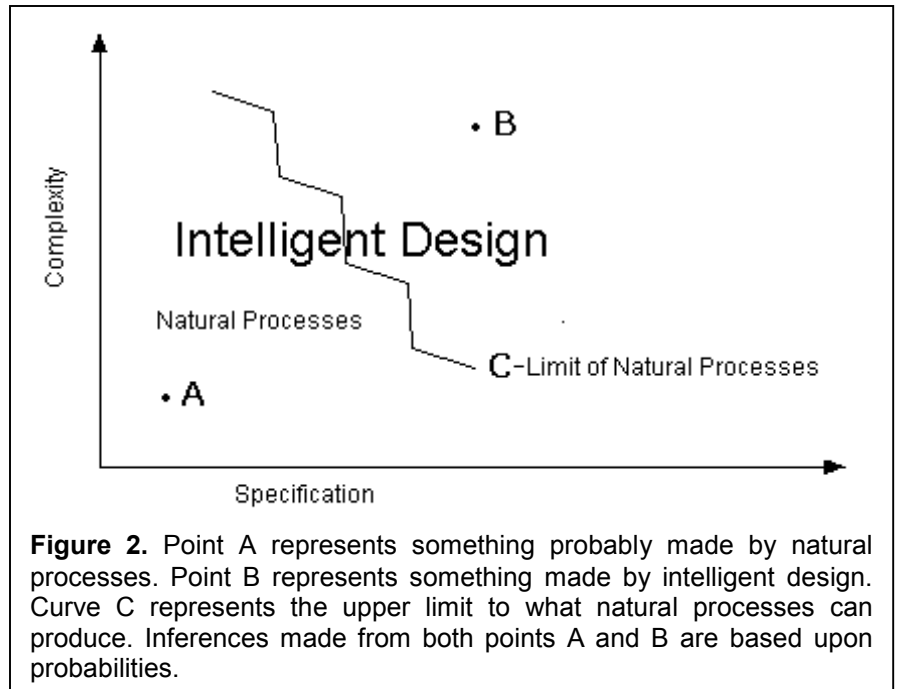 B
Complexity
Intelligent Design
Natural Processes
C-Limit of Natural Processes
A
Specification
Figure 2. Point A represents something probably made by natural
processes. Point B represents something made by intelligent design.
Curve C represents the upper limit to what natural processes can
produce. Inferences made from both points A and B are based upon
probabilities.